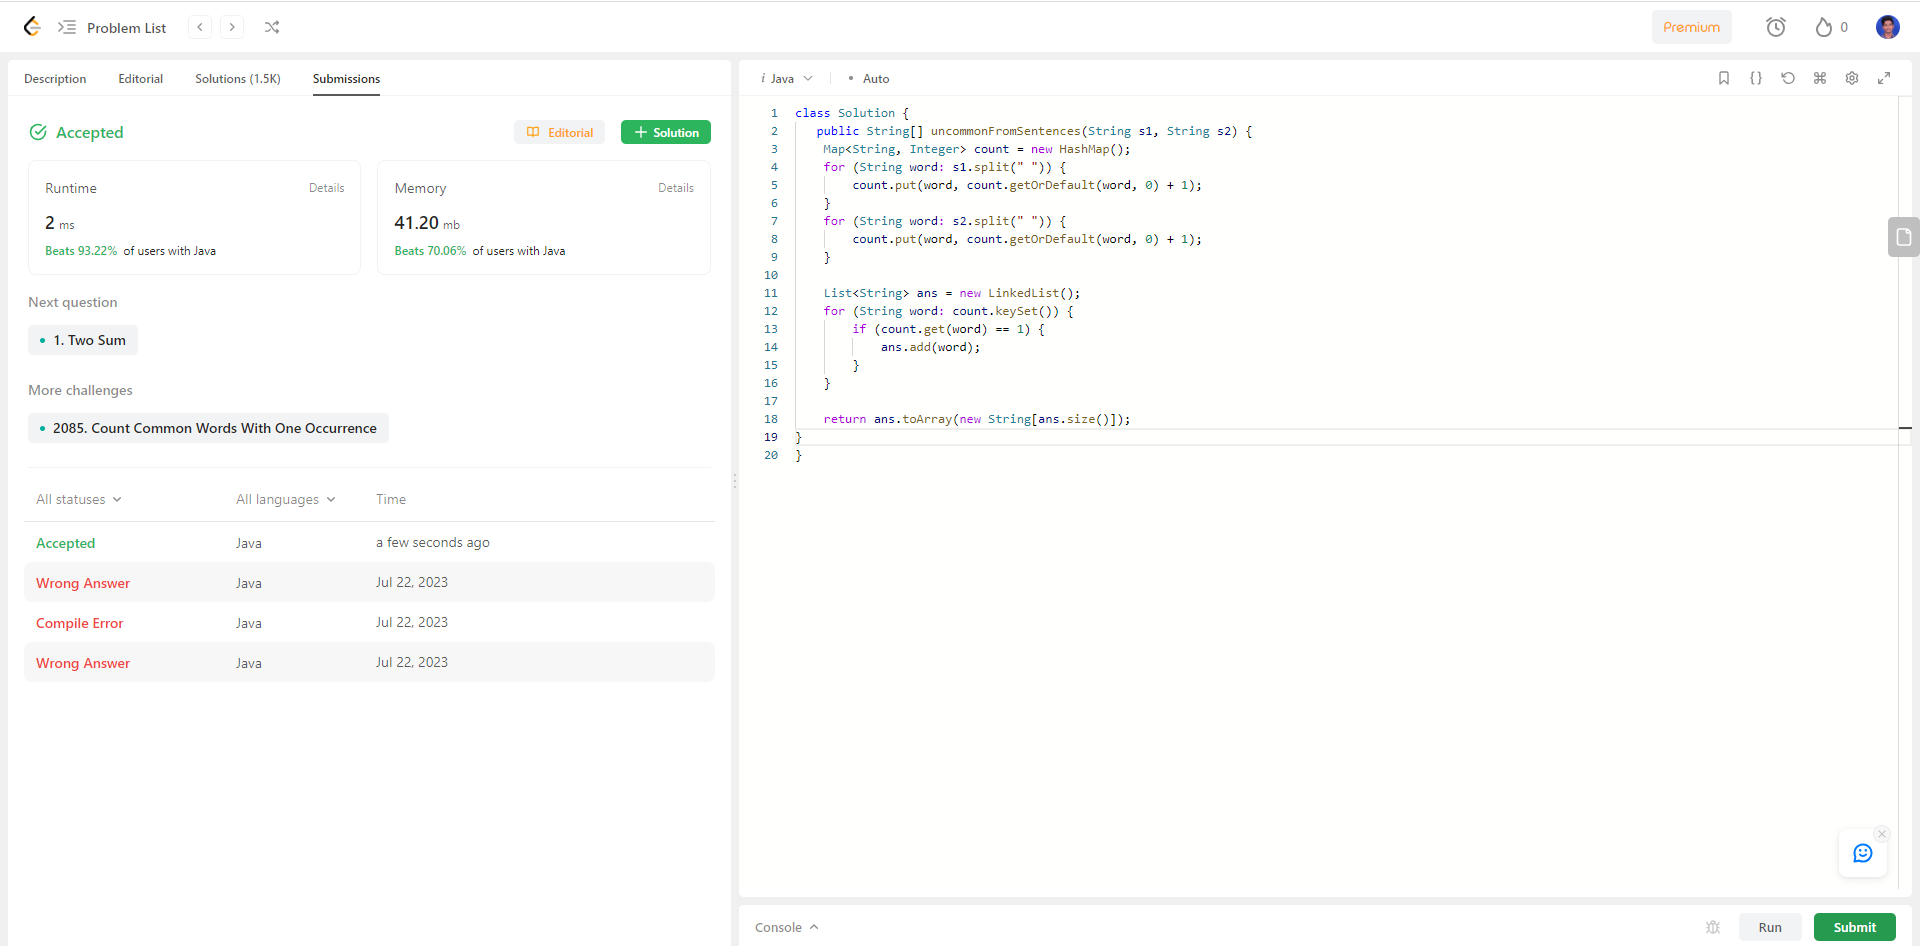 Problem List
Premium
0
Description Editorial Solutions (1.5K) Submissions
Accepted
Editorial
Solution
Runtime Details
2 ms
Beats 93.22% of users with Java
Memory Details
41.20 mb
Beats 70.06% of users with Java
Next question
1. Two Sum
More challenges
2085. Count Common Words With One Occurrence
All statuses All languages Time
Accepted Java a few seconds ago
Wrong Answer Java Jul 22, 2023
Compile Error Java Jul 22, 2023
Wrong Answer Java Jul 22, 2023
i Java • Auto
1 class Solution {
2 public String[] uncommonFromSentences(String s1, String s2) {
3 Map<String, Integer> count = new HashMap();
4 for (String word: s1.split(" ")) {
5 count.put(word, count.getOrDefault(word, 0) + 1);
6 }
7 for (String word: s2.split(" ")) {
8 count.put(word, count.getOrDefault(word, 0) + 1);
9 }
10
11 List<String> ans = new LinkedList();
12 for (String word: count.keySet()) {
13 if (count.get(word) == 1) {
14 ans.add(word);
15 }
16 }
17
18 return ans.toArray(new String[ans.size()]);
19 }
20 }
Console
Run
Submit